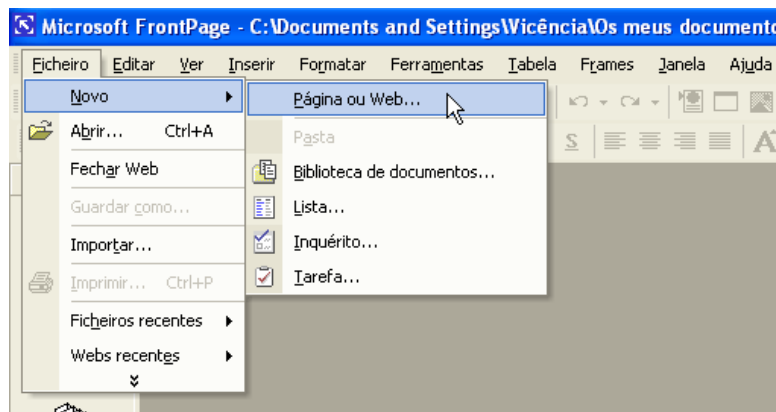 Microsoft FrontPage - C:\Documents and Settings\Vicência\Os meus documento
Ficheiro Editar Ver Inserir Formatar Ferramentas Tabela Frames Janela Ajuda
Novo
Página ou Web...
Abrir... Ctrl+A
Pasta
Fechar Web
Biblioteca de documentos...
Guardar como...
Lista...
Importar...
Inquérito...
Imprimir... Ctrl+P
Tarefa...
Ficheiros recentes
Webs recentes